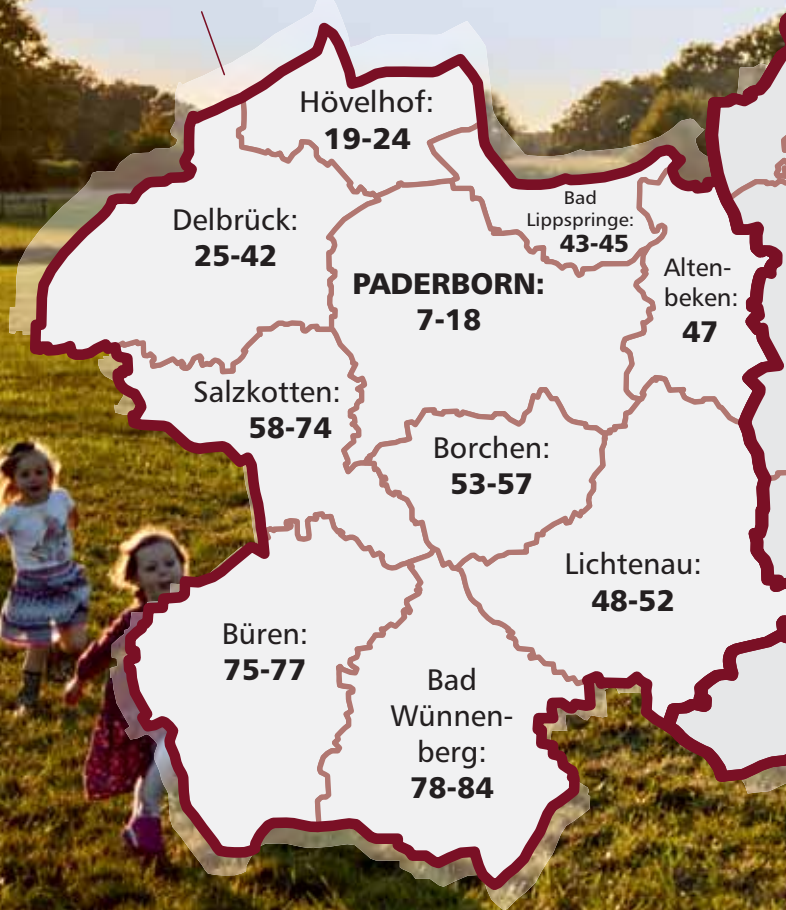 Hövelhof:
19-24
Delbrück:
25-42
Bad
Lippspringe:
43-45
PADERBORN:
7-18
Alten-
beken:
47
Salzkotten:
58-74
Borchen:
53-57
Lichtenau:
48-52
Büren:
75-77
Bad
Wünnen-
berg:
78-84